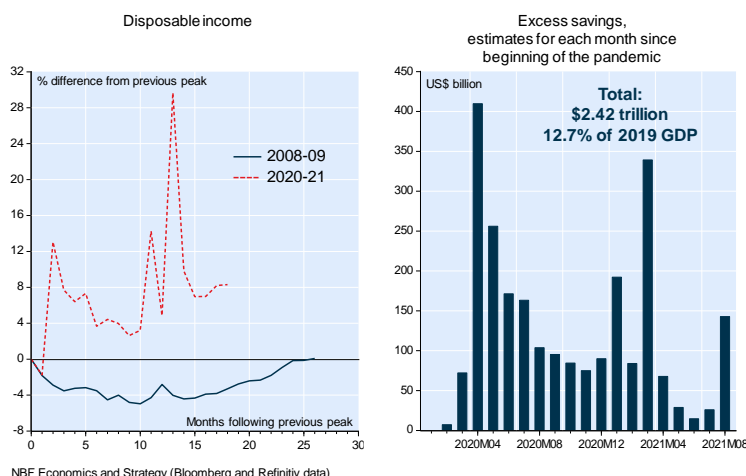 Disposable income
32
% difference from previous peak
28
24
20
16
12
8
4
0
-4
-8
2008-09
2020-21
Months following previous peak
0 5 10 15 20 25 30
Excess savings,
estimates for each month since
beginning of the pandemic
450
US$ billion
400
350
300
250
200
150
100
50
0
Total:
$2.42 trillion
12.7% of 2019 GDP
2020M04 2020M08 2020M12 2021M04 2021M08
NBF Economics and Strategy (Bloomberg and Refinitiv data)